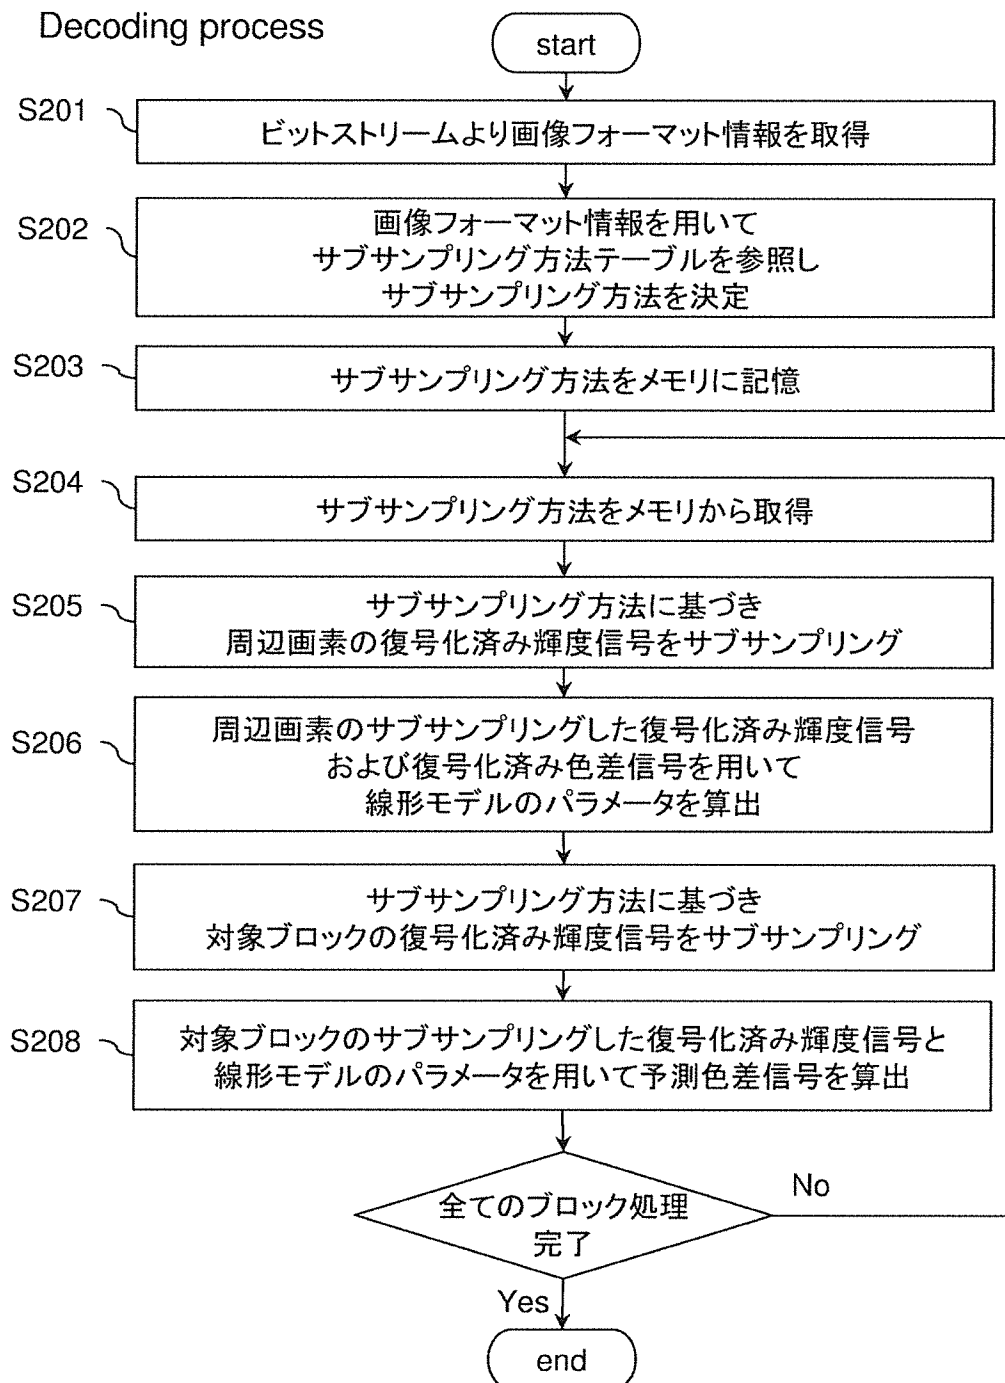 Decoding process
start
S201
ビットストリームより画像フォーマット情報を取得
S202
画像フォーマット情報を用いて
サブサンプリング方法テーブルを参照し
サブサンプリング方法を決定
S203
サブサンプリング方法をメモリに記憶
S204
サブサンプリング方法をメモリから取得
S205
サブサンプリング方法に基づき
周辺画素の復号化済み輝度信号をサブサンプリング
S206
周辺画素のサブサンプリングした復号化済み輝度信号
および復号化済み色差信号を用いて
線形モデルのパラメータを算出
S207
サブサンプリング方法に基づき
対象ブロックの復号化済み輝度信号をサブサンプリング
S208
対象ブロックのサブサンプリングした復号化済み輝度信号と
線形モデルのパラメータを用いて予測色差信号を算出
全てのブロック処理
完了
No
Yes
end